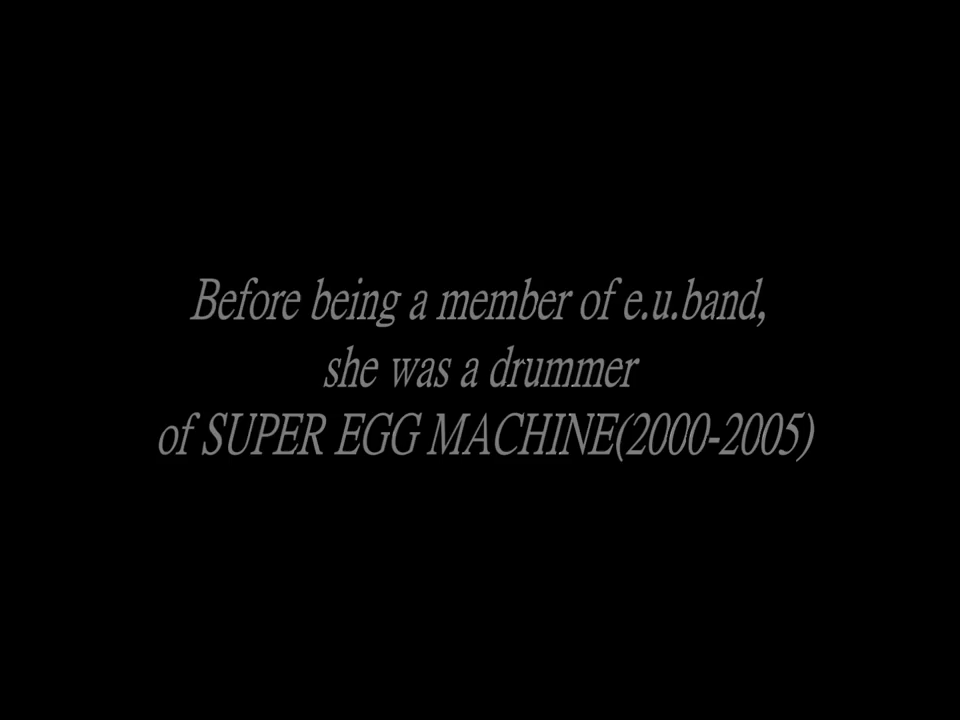 Before being a member of e.u.band,
she was a drummer
of SUPER EGG MACHINE(2000-2005)